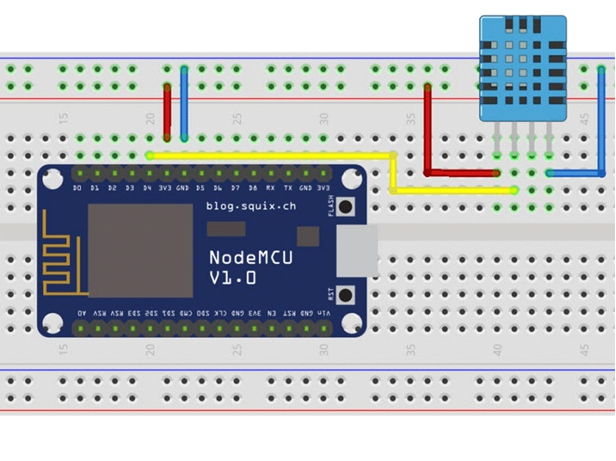 15 20 25 30 35 40 45
D0 D1 D2 D3 D4 3V3 GND D5 D6 D7 D8 RX TX GND 3V3
blog.squix.ch
FLASH
NodeMCU
V1.0
RST
A0 RSV RSV SD3 SD2 SD1 CMD SD0 CLK GND 3V3 EN RST GND Vin
15 20 25 30 35 40 45